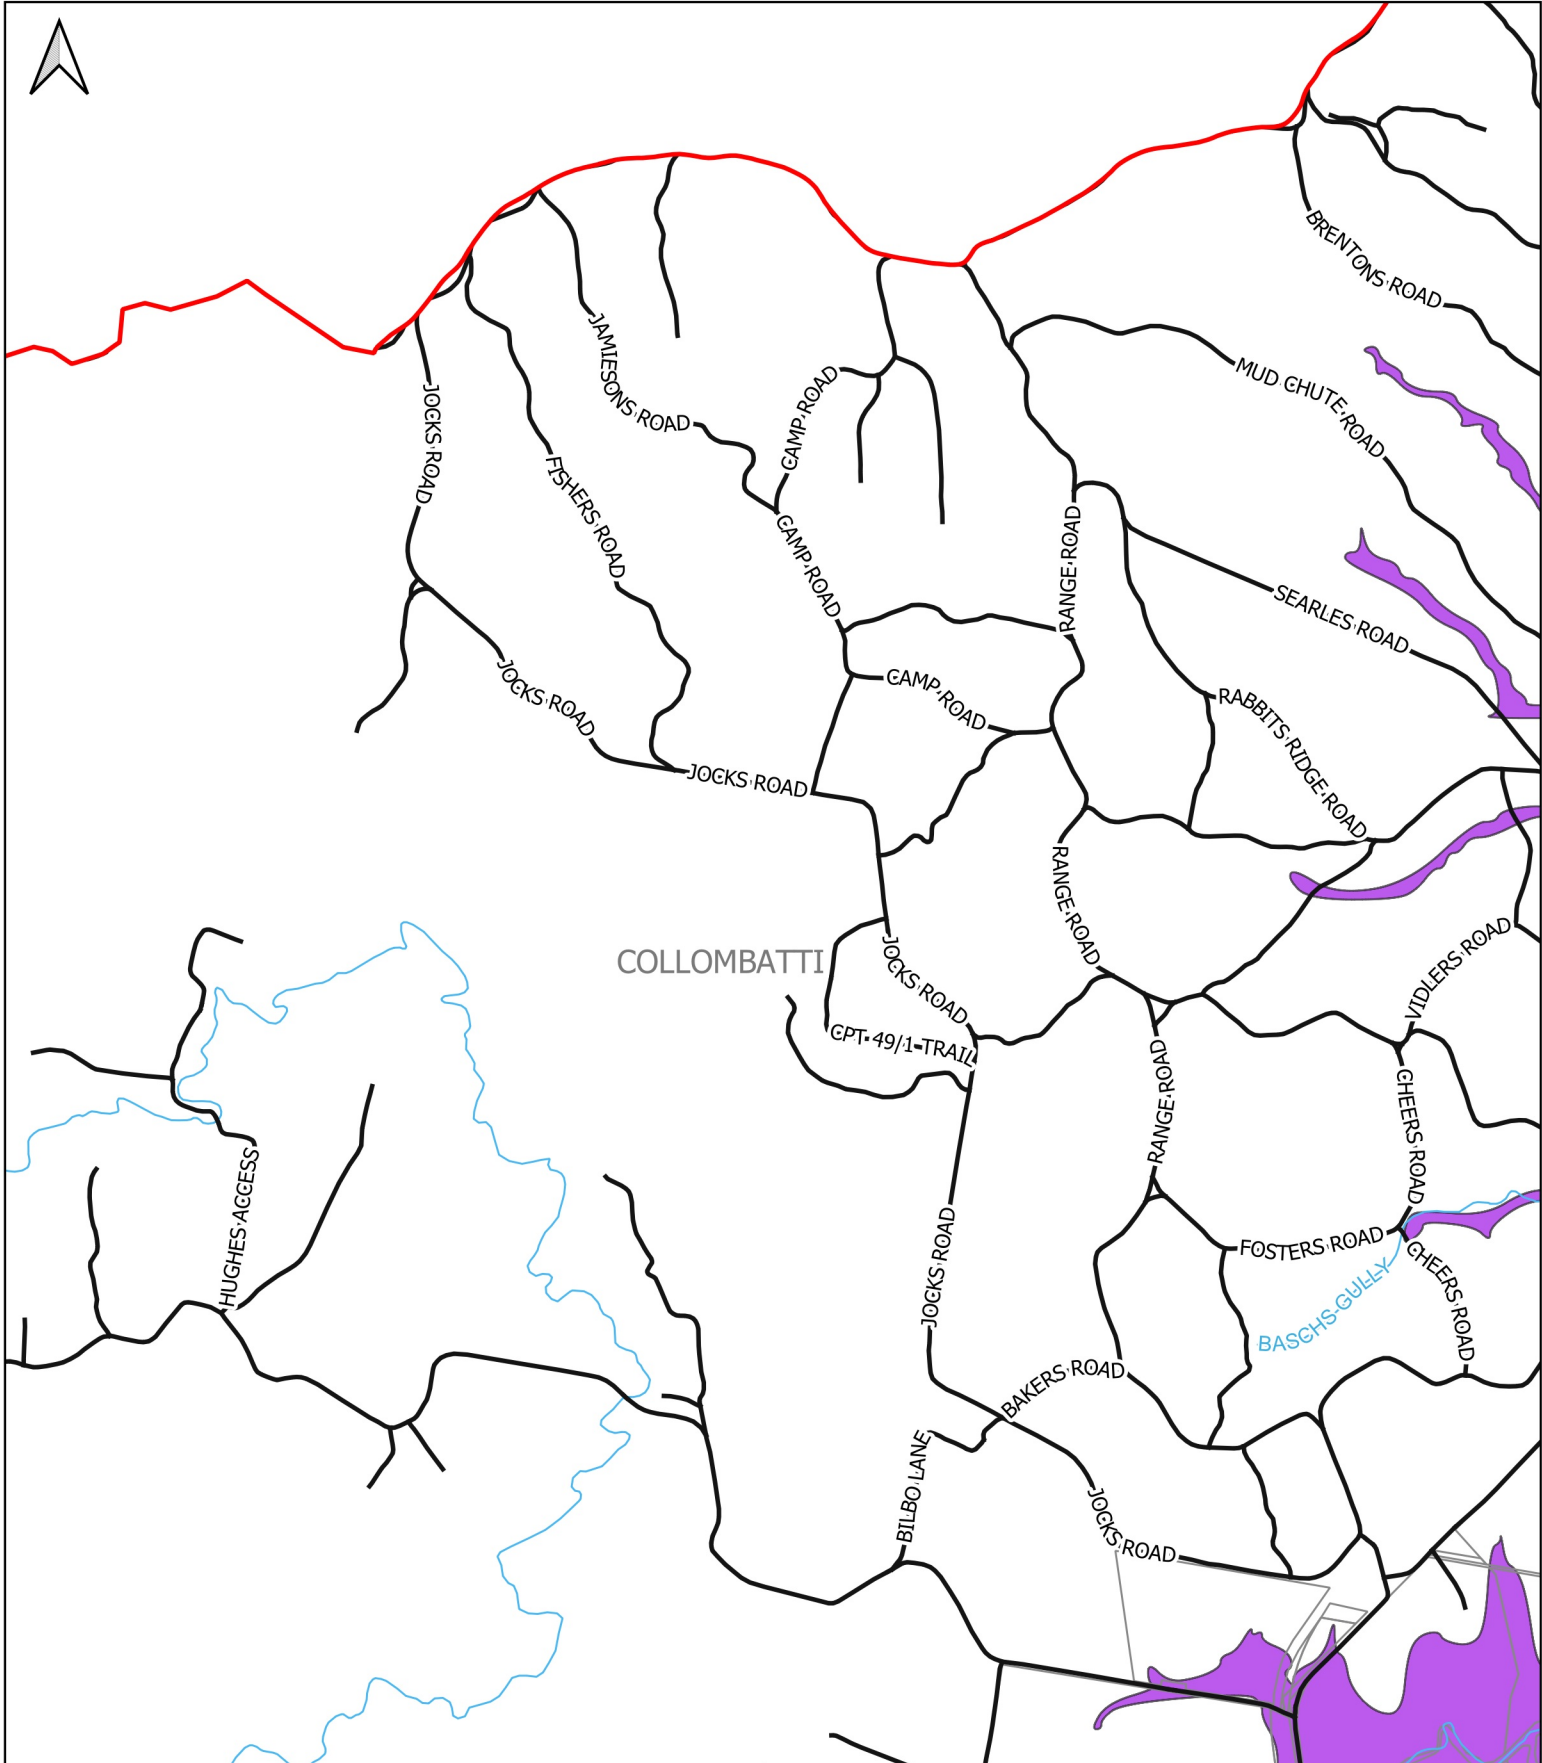 BRENTONS ROAD
JAMIESONS ROAD
MUD CHUTE ROAD
CAMP ROAD
JOCKS ROAD
FISHERS ROAD
CAMP ROAD
RANGE ROAD
SEARLES ROAD
JOCKS ROAD
CAMP ROAD
RABBITS RIDGE ROAD
JOCKS ROAD
RANGE ROAD
COLLOMBATTI
JOCKS ROAD
VIDLERS ROAD
CPT 49/1 TRAIL
RANGE ROAD
CHEERS ROAD
HUGHES ACCESS
JOCKS ROAD
FOSTERS ROAD
CHEERS ROAD
BASCHS GULLY
BAKERS ROAD
BILBO LANE
JOCKS ROAD